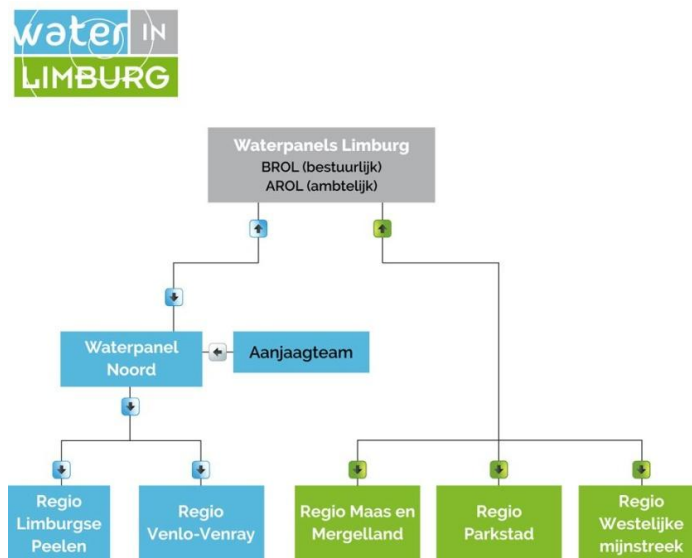 water IN
LIMBURG
Waterpanels Limburg
BROL (bestuurlijk)
AROL (ambtelijk)
Waterpanel
Noord
Aanjaagteam
Regio
Limburgse
Peelen
Regio
Venlo-Venray
Regio Maas en
Mergelland
Regio
Parkstad
Regio
Westelijke
mijnstreek